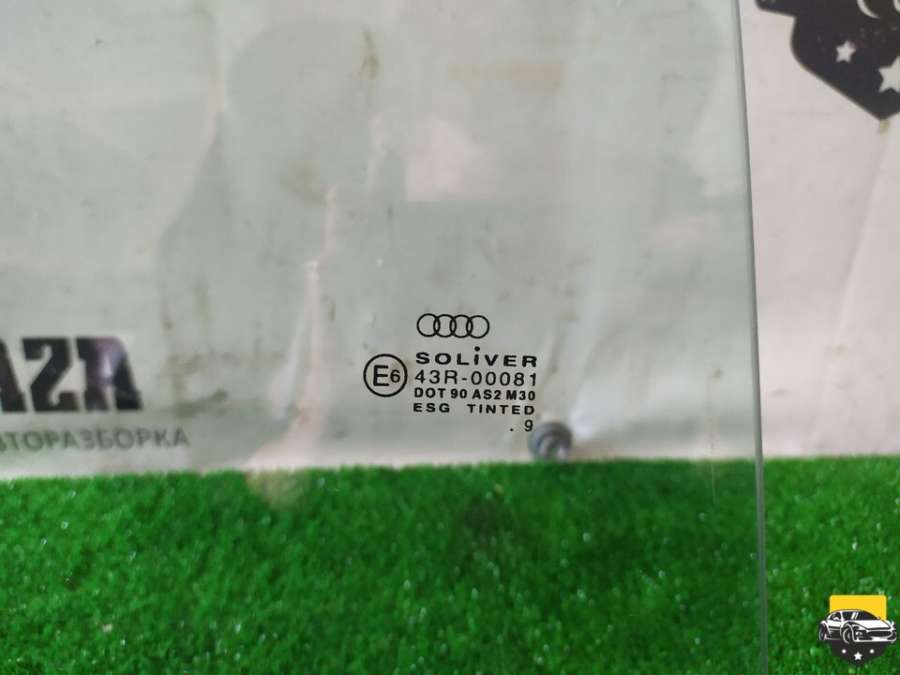 SOLiVER
E6 43R-00081
DOT 90 AS2 M30
ESG TINTED
. 9
AZA
АВТОРАЗБОРКА